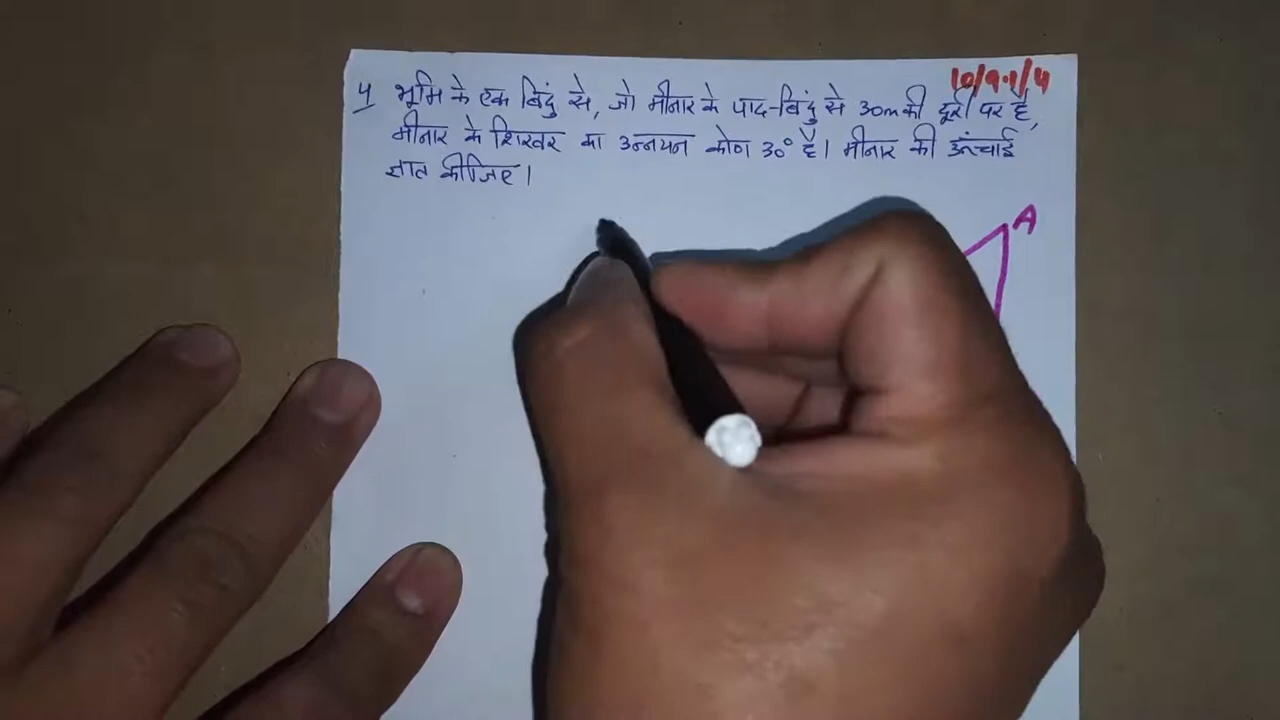 10/9.1/4
4 भूमि के एक बिंदु से, जो मीनार के पाद-बिंदु से 30m की दूरी पर है,
मीनार के शिखर का उन्नयन कोण 30° है। मीनार की ऊंचाई
ज्ञात कीजिए।
A